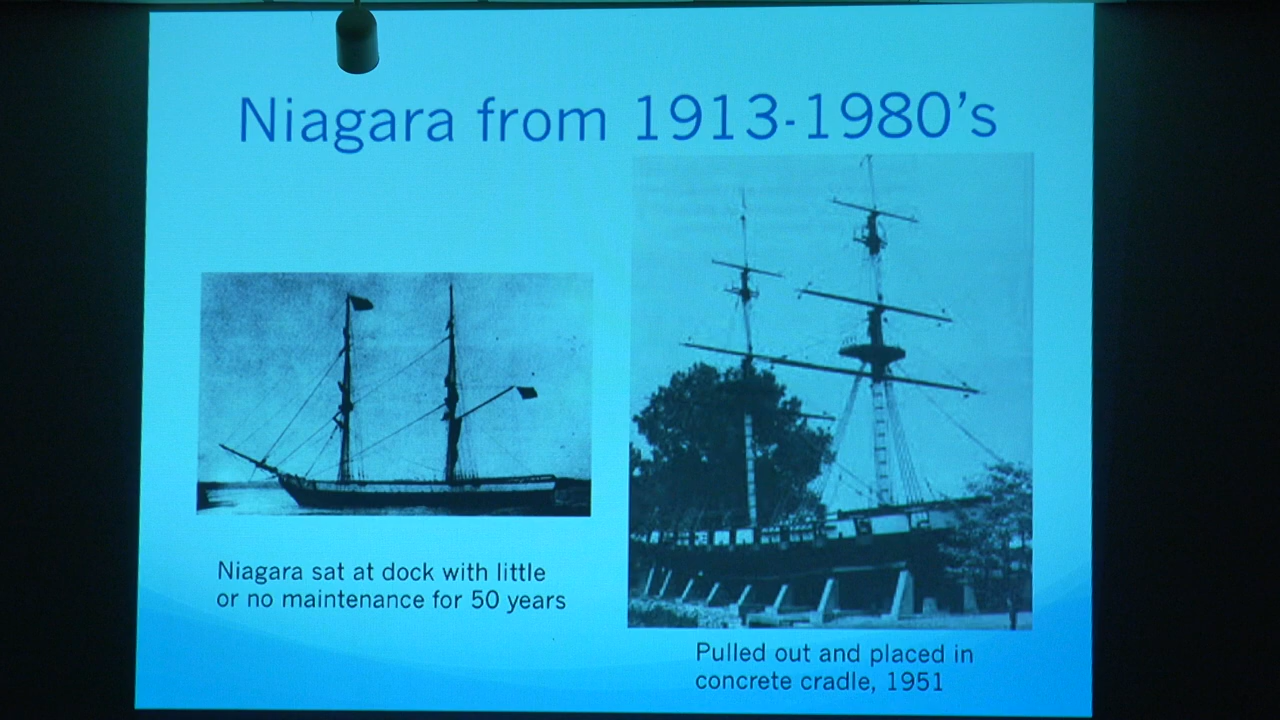 Niagara from 1913-1980's
Niagara sat at dock with little
or no maintenance for 50 years
Pulled out and placed in
concrete cradle, 1951